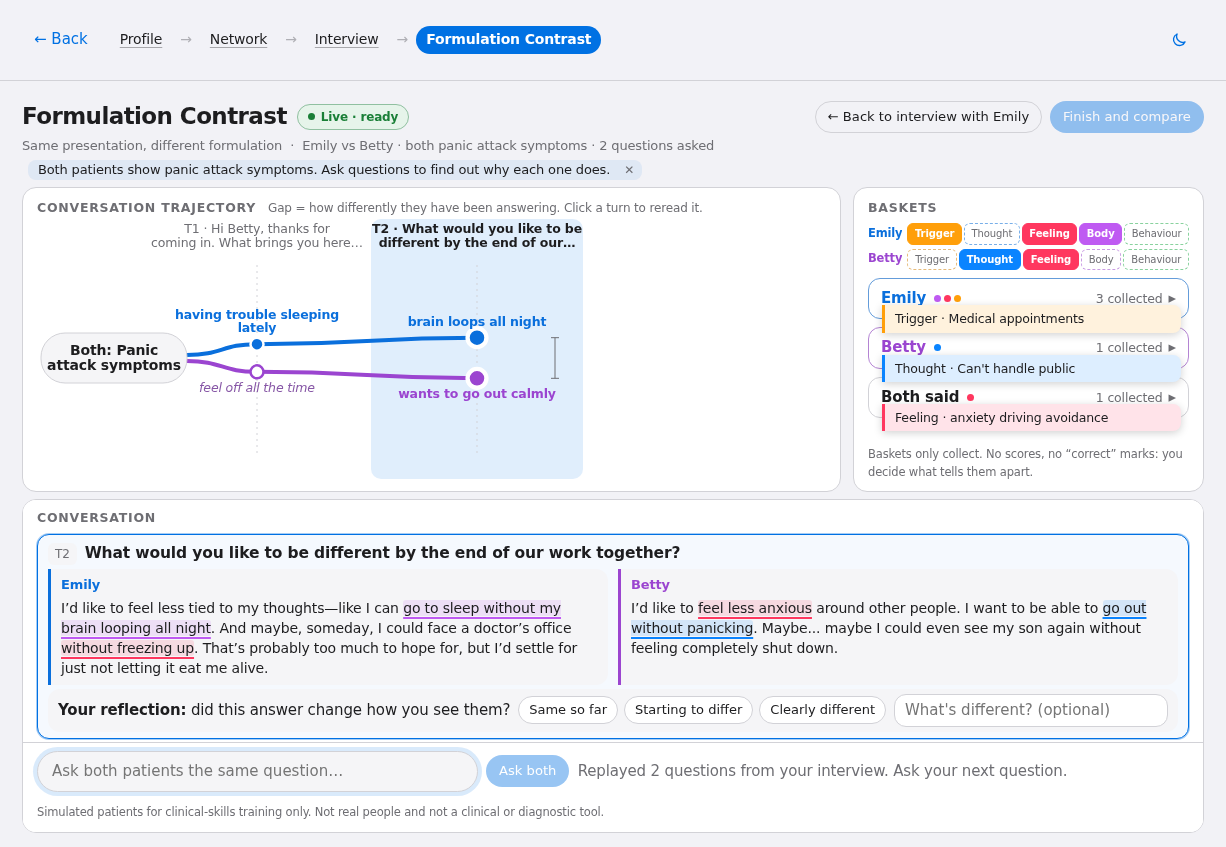 ← Back Profile → Network → Interview → Formulation Contrast
Formulation Contrast Live · ready ← Back to interview with Emily Finish and compare
Same presentation, different formulation · Emily vs Betty · both panic attack symptoms · 2 questions asked
Both patients show panic attack symptoms. Ask questions to find out why each one does. ×
CONVERSATION TRAJECTORY Gap = how differently they have been answering. Click a turn to reread it.
T1 · Hi Betty, thanks for
coming in. What brings you here…
T2 · What would you like to be
different by the end of our…
having trouble sleeping
lately
brain loops all night
Both: Panic
attack symptoms
feel off all the time
wants to go out calmly
BASKETS
Emily Trigger Thought Feeling Body Behaviour
Betty Trigger Thought Feeling Body Behaviour
Emily 3 collected ▸
Trigger · Medical appointments
Betty 1 collected ▸
Thought · Can't handle public
Both said 1 collected ▸
Feeling · anxiety driving avoidance
Baskets only collect. No scores, no “correct” marks: you
decide what tells them apart.
CONVERSATION
T2 What would you like to be different by the end of our work together?
Emily
I’d like to feel less tied to my thoughts—like I can go to sleep without my
brain looping all night. And maybe, someday, I could face a doctor’s office
without freezing up. That’s probably too much to hope for, but I’d settle for
just not letting it eat me alive.
Betty
I’d like to feel less anxious around other people. I want to be able to go out
without panicking. Maybe... maybe I could even see my son again without
feeling completely shut down.
Your reflection: did this answer change how you see them? Same so far Starting to differ Clearly different What's different? (optional)
Ask both patients the same question… Ask both Replayed 2 questions from your interview. Ask your next question.
Simulated patients for clinical-skills training only. Not real people and not a clinical or diagnostic tool.